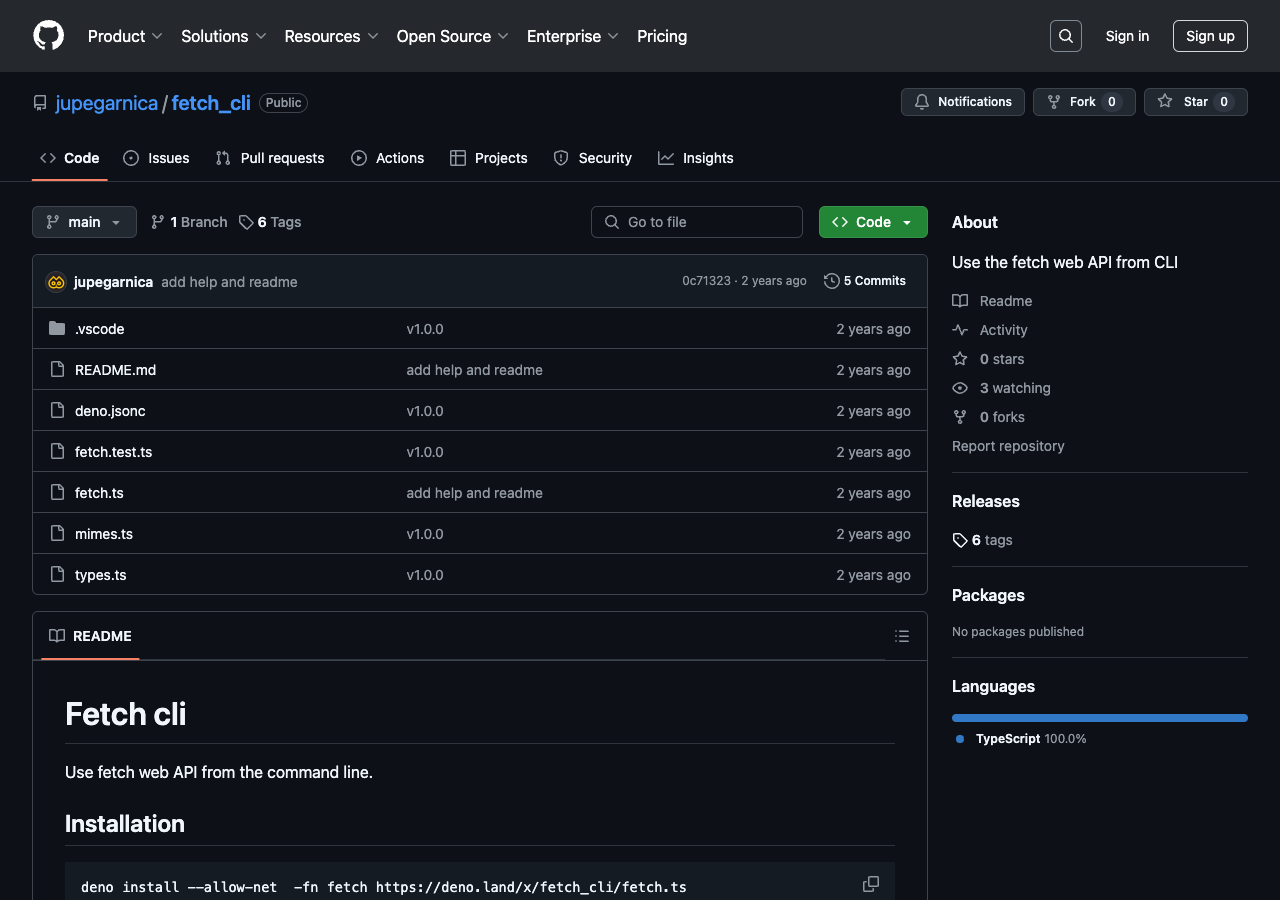 Product Solutions Resources Open Source Enterprise Pricing Sign in Sign up
jupegarnica / fetch_cli Public Notifications Fork 0 Star 0
Code Issues Pull requests Actions Projects Security Insights
main 1 Branch 6 Tags Go to file Code
jupegarnica add help and readme 0c71323 · 2 years ago 5 Commits
.vscode v1.0.0 2 years ago
README.md add help and readme 2 years ago
deno.jsonc v1.0.0 2 years ago
fetch.test.ts v1.0.0 2 years ago
fetch.ts add help and readme 2 years ago
mimes.ts v1.0.0 2 years ago
types.ts v1.0.0 2 years ago
README
Fetch cli
Use fetch web API from the command line.
Installation
deno install --allow-net  -fn fetch https://deno.land/x/fetch_cli/fetch.ts
About
Use the fetch web API from CLI
Readme
Activity
0 stars
3 watching
0 forks
Report repository
Releases
6 tags
Packages
No packages published
Languages
TypeScript 100.0%